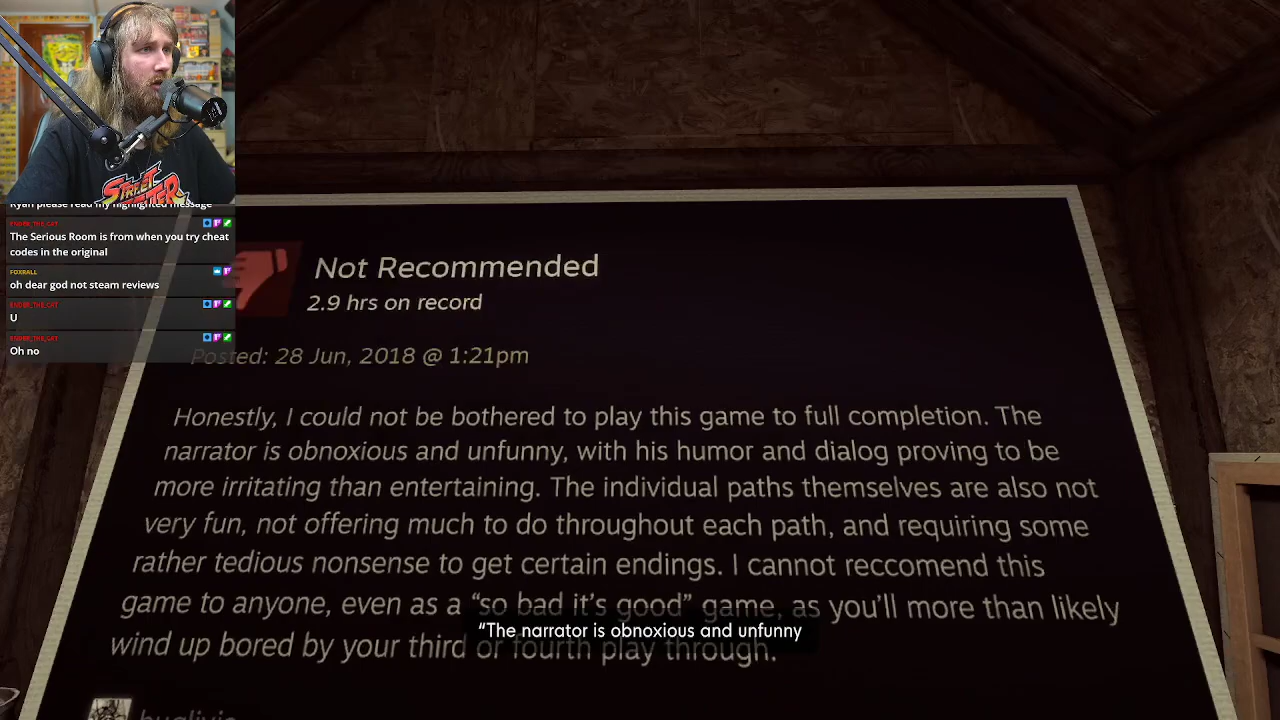 STREET
Ryan please read my highlighted message
ENDER_THE_CAT
The Serious Room is from when you try cheat
codes in the original
FOXRALL
oh dear god not steam reviews
ENDER_THE_CAT
U
ENDER_THE_CAT
Oh no
Not Recommended
2.9 hrs on record
Posted: 28 Jun, 2018 @ 1:21pm
Honestly, I could not be bothered to play this game to full completion. The
narrator is obnoxious and unfunny, with his humor and dialog proving to be
more irritating than entertaining. The individual paths themselves are also not
very fun, not offering much to do throughout each path, and requiring some
rather tedious nonsense to get certain endings. I cannot reccomend this
game to anyone, even as a “so bad it's good” game, as you'll more than likely
wind up bored by your third or fourth play through.
“The narrator is obnoxious and unfunny